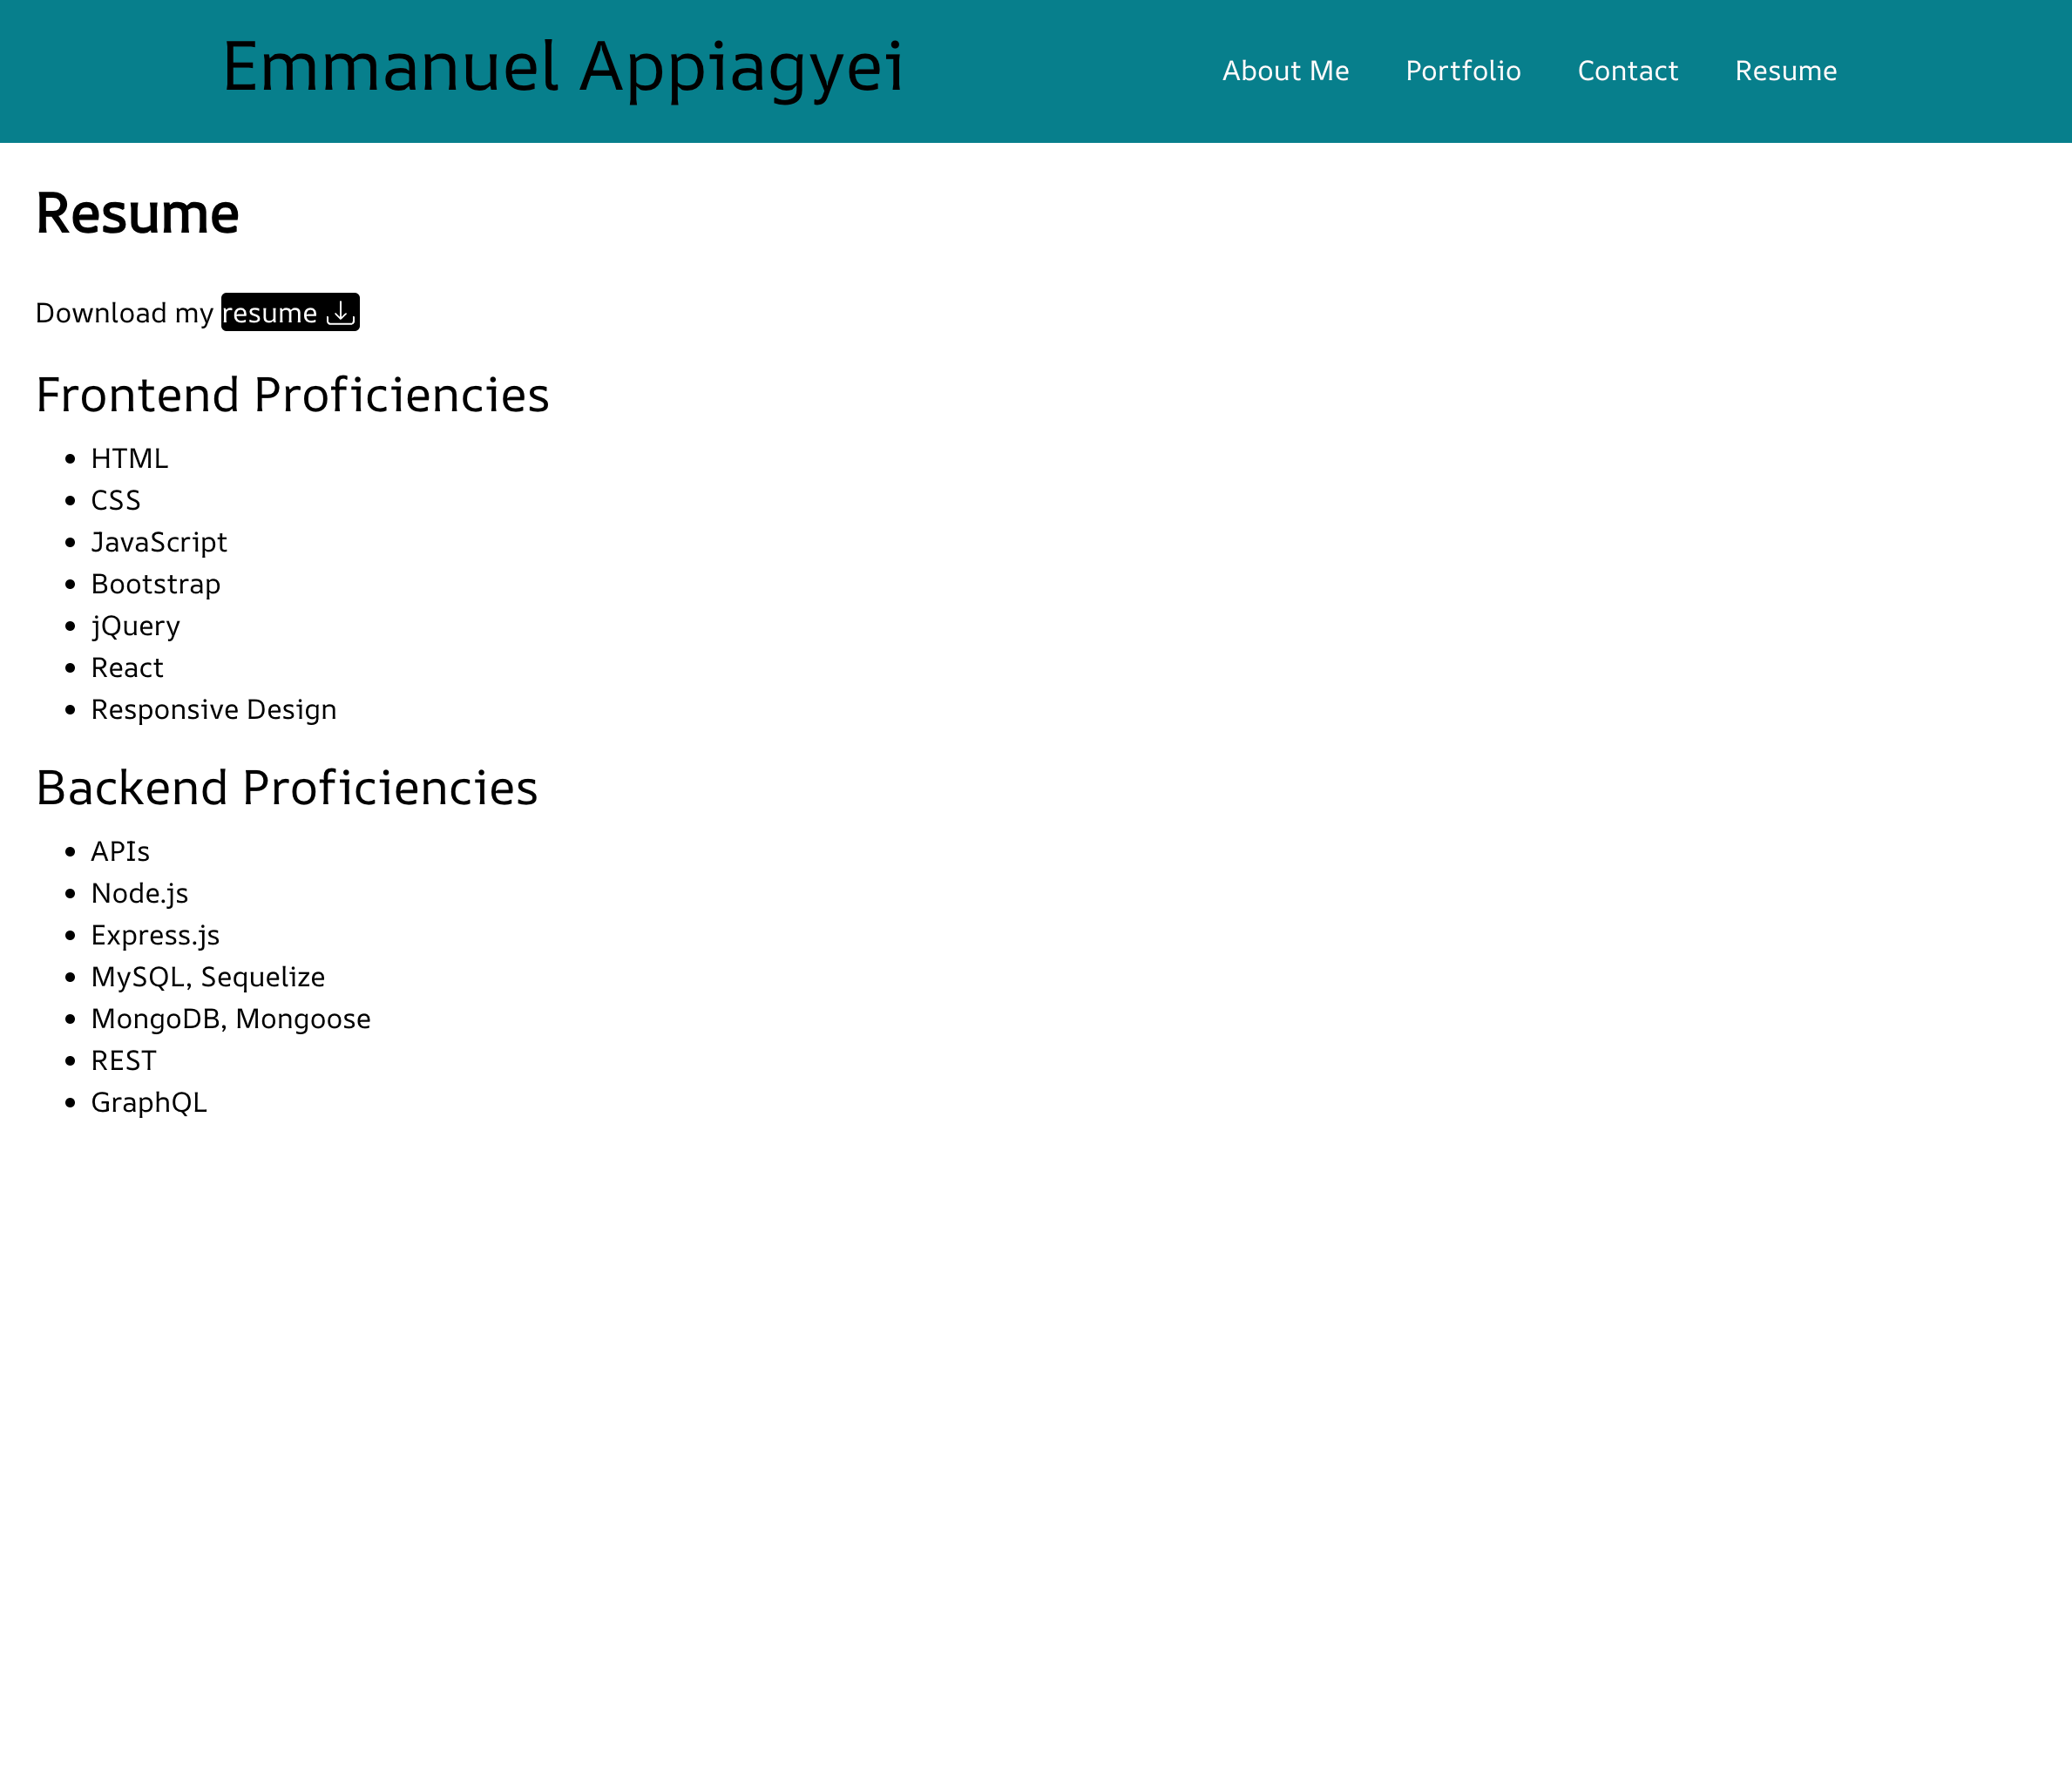 Emmanuel Appiagyei
About Me
Portfolio
Contact
Resume
Resume
Download my resume
Frontend Proficiencies
HTML
CSS
JavaScript
Bootstrap
jQuery
React
Responsive Design
Backend Proficiencies
APIs
Node.js
Express.js
MySQL, Sequelize
MongoDB, Mongoose
REST
GraphQL